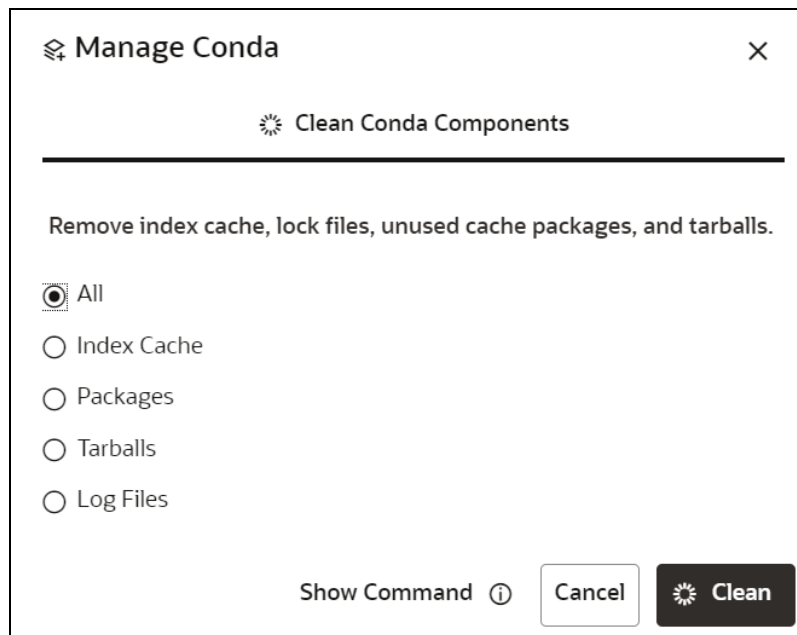 Manage Conda
Clean Conda Components
Remove index cache, lock files, unused cache packages, and tarballs.
All
Index Cache
Packages
Tarballs
Log Files
Show Command Cancel Clean